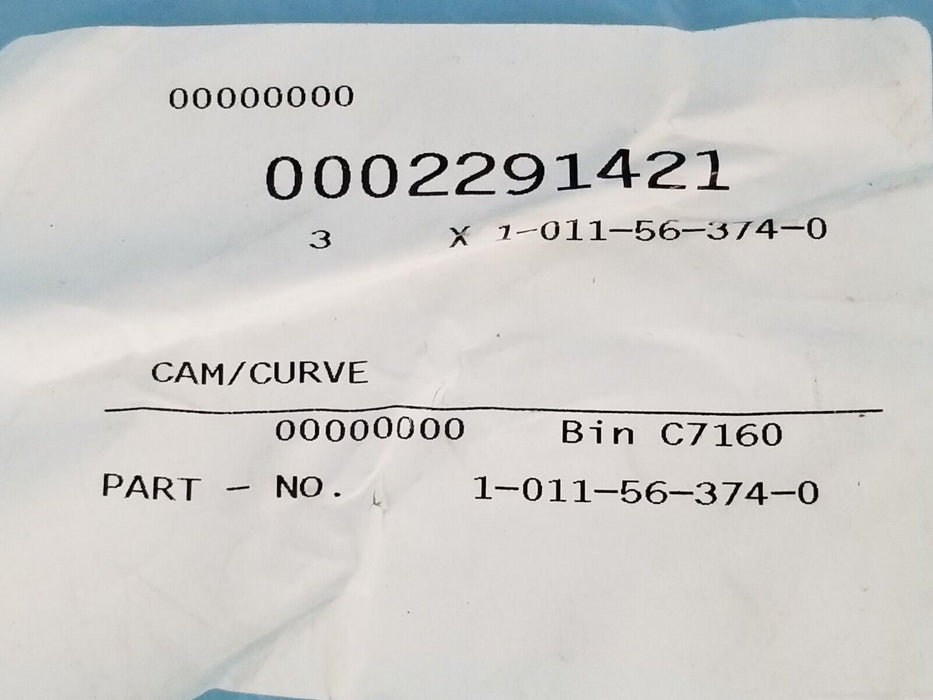 00000000
0002291421
3 X 1-011-56-374-0
CAM/CURVE
00000000 Bin C7160
PART - NO. 1-011-56-374-0